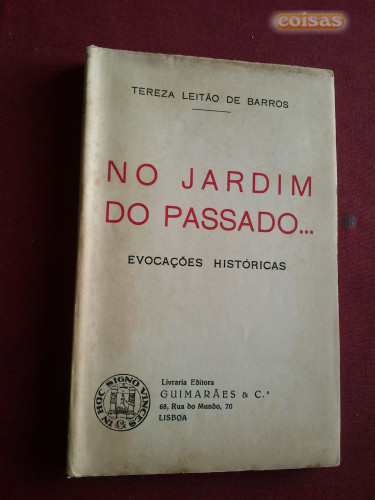 coisas
TEREZA LEITÃO DE BARROS
NO JARDIM
DO PASSADO...
EVOCAÇÕES HISTÓRICAS
IN HOC SIGNO VINCES
Livraria Editora
GUIMARÃES & C.ª
68, Rua do Mundo, 70
LISBOA